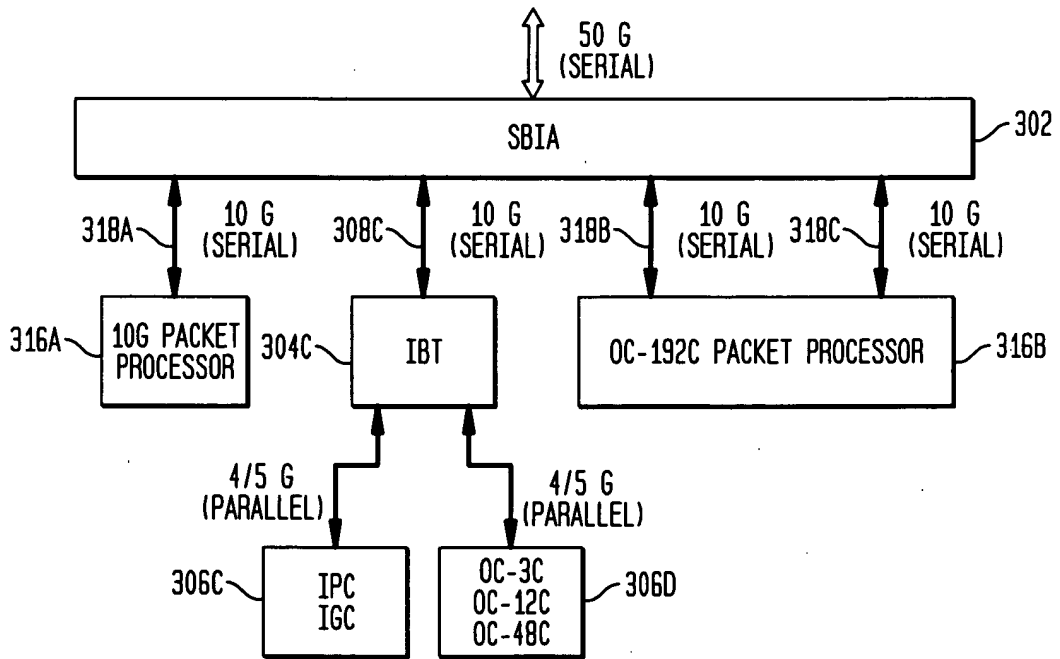 50 G
(SERIAL)
SBIA
302
318A
10 G
(SERIAL)
308C
10 G
(SERIAL)
318B
10 G
(SERIAL)
318C
10 G
(SERIAL)
316A
10G PACKET
PROCESSOR
304C
IBT
OC-192C PACKET PROCESSOR
316B
4/5 G
(PARALLEL)
4/5 G
(PARALLEL)
306C
IPC
IGC
OC-3C
OC-12C
OC-48C
306D